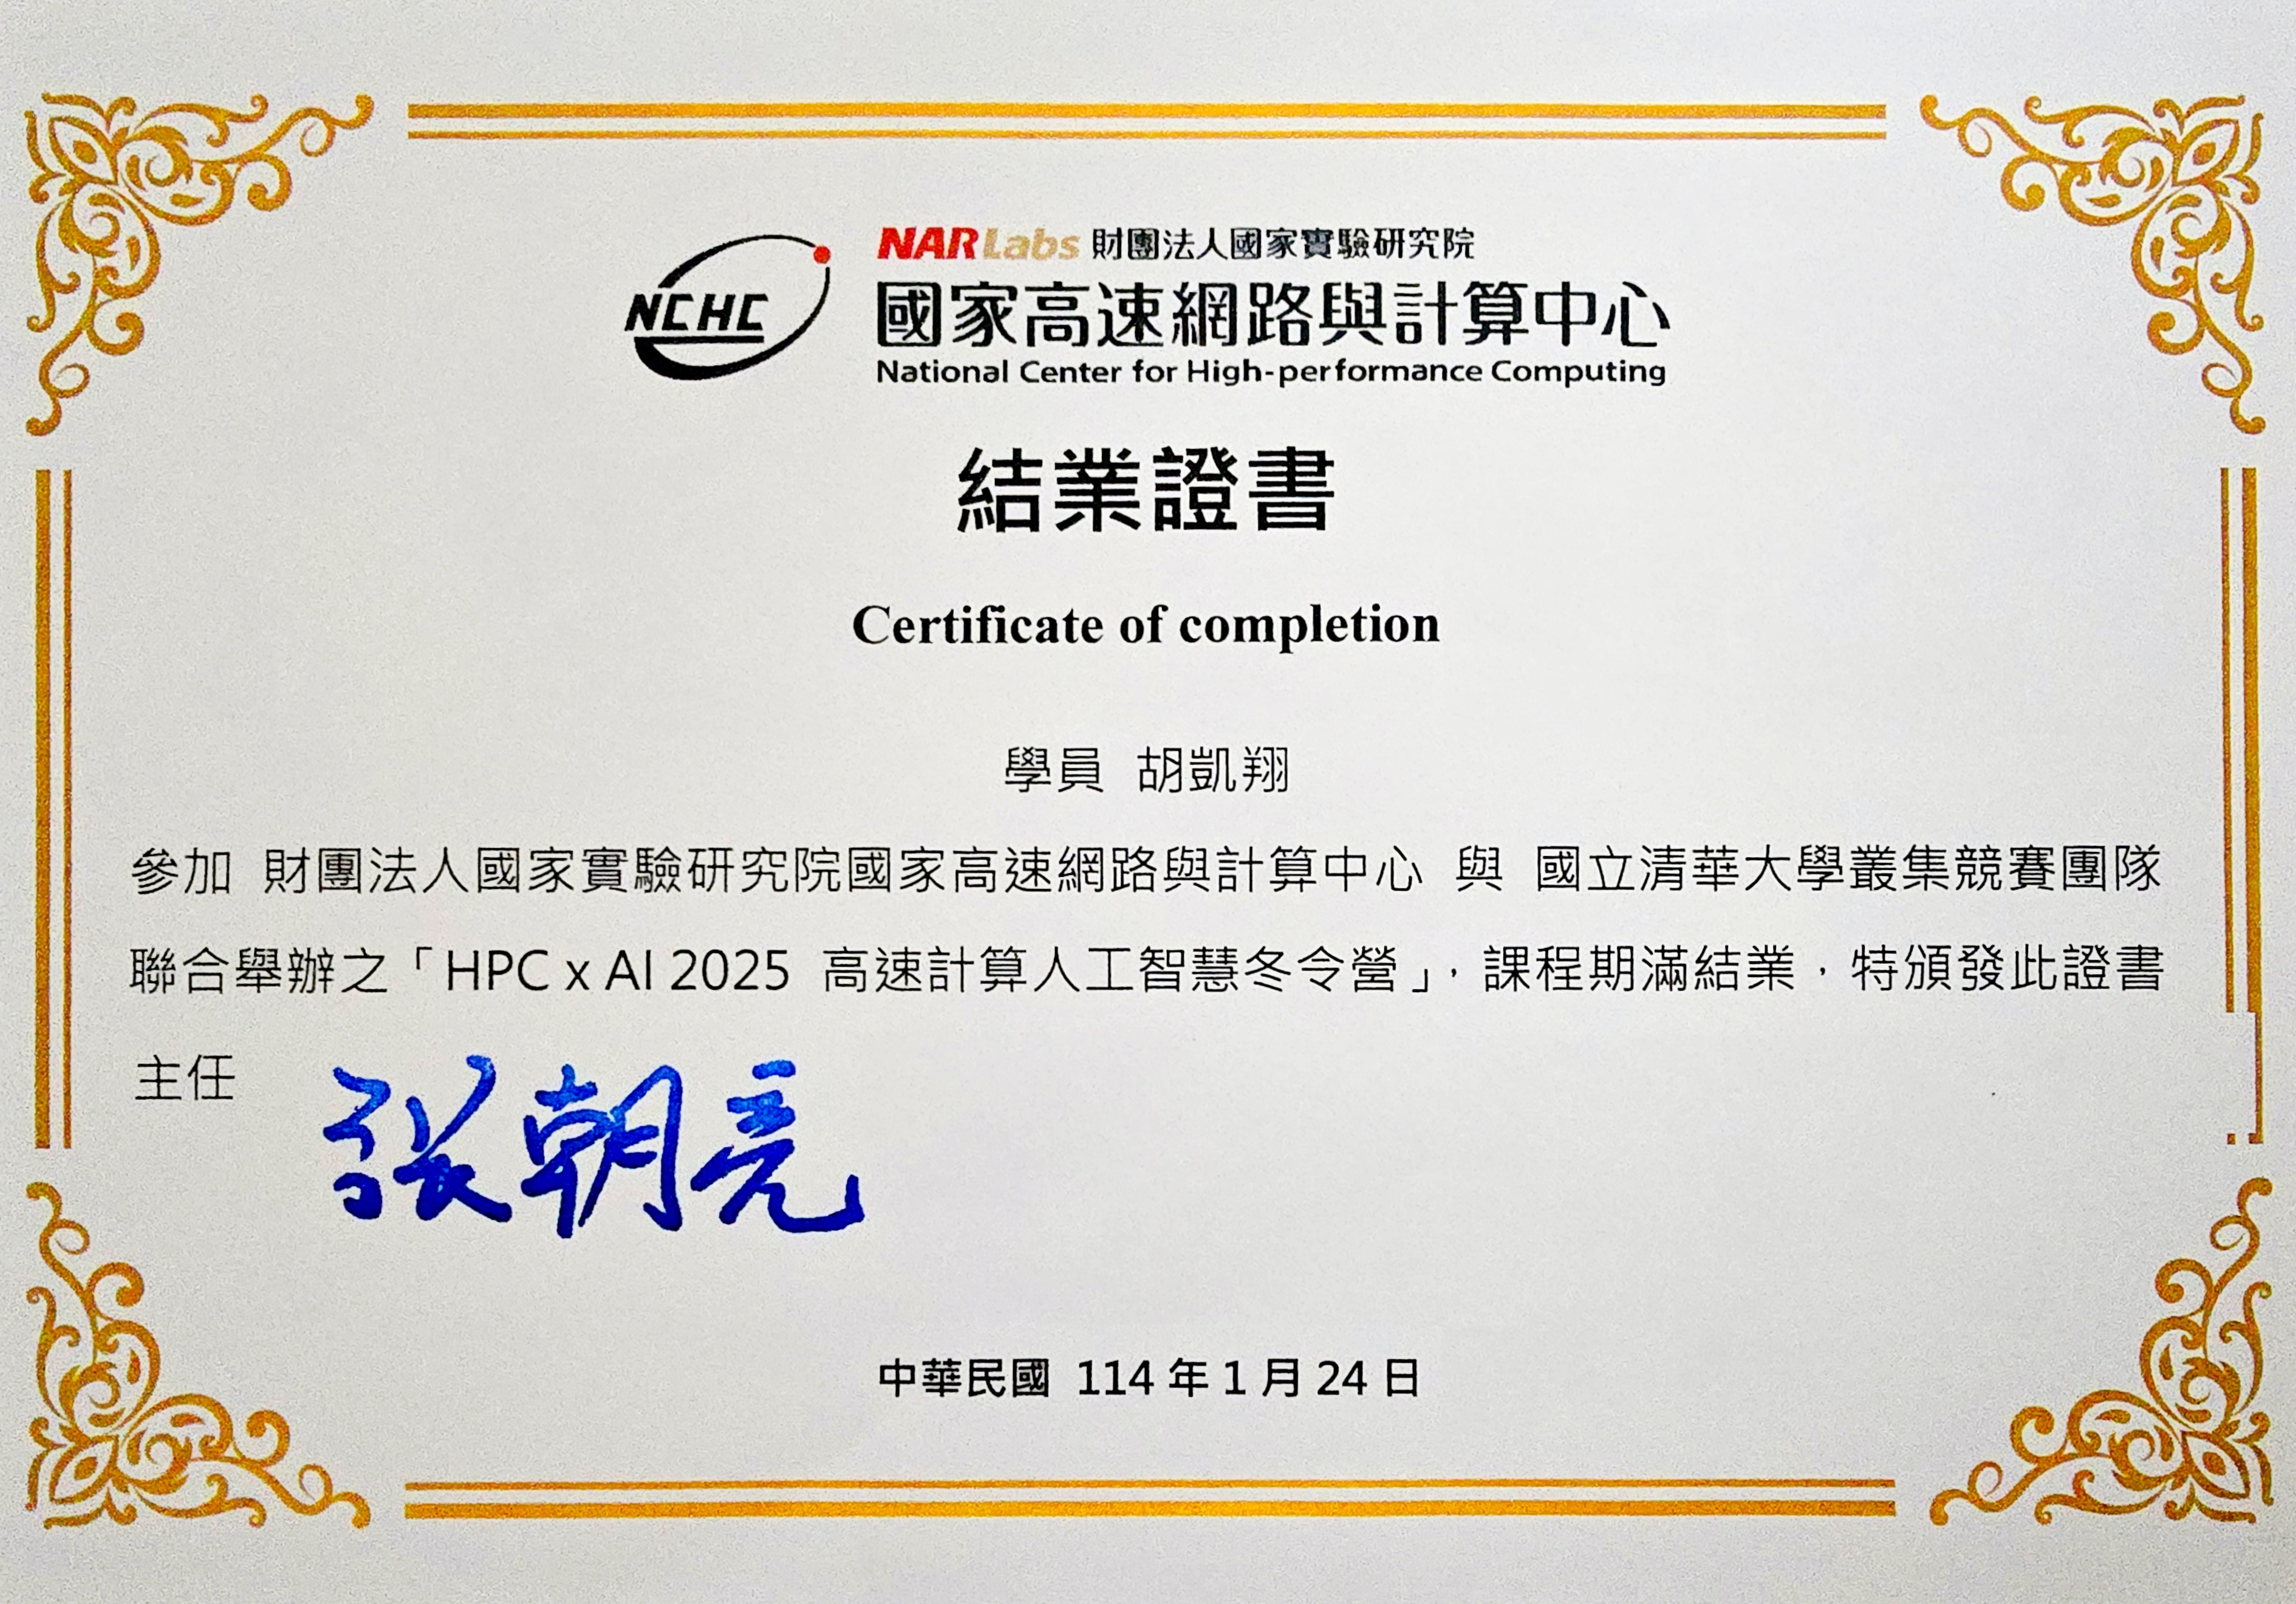 NARLabs 財團法人國家實驗研究院
NCHC
國家高速網路與計算中心
National Center for High-performance Computing
結業證書
Certificate of completion
學員 胡凱翔
參加 財團法人國家實驗研究院國家高速網路與計算中心 與 國立清華大學叢集競賽團隊
聯合舉辦之「HPC x AI 2025 高速計算人工智慧冬令營」，課程期滿結業，特頒發此證書
主任
張朝亮
中華民國 114 年 1 月 24 日